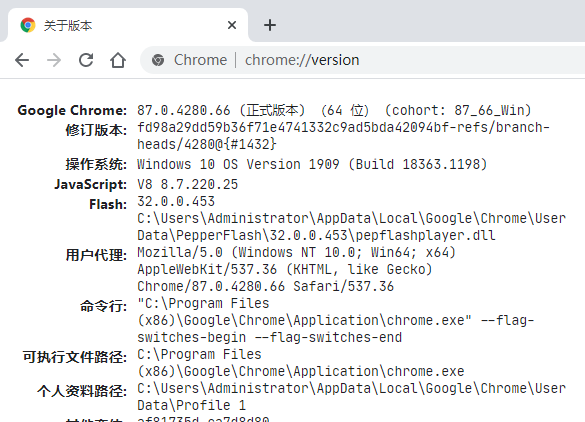 关于版本
Chrome | chrome://version
Google Chrome: 87.0.4280.66 (正式版本) (64 位) (cohort: 87_66_Win)
修订版本: fd98a29dd59b36f71e4741332c9ad5bda42094bf-refs/branch-
heads/4280@{#1432}
操作系统: Windows 10 OS Version 1909 (Build 18363.1198)
JavaScript: V8 8.7.220.25
Flash: 32.0.0.453
C:\Users\Administrator\AppData\Local\Google\Chrome\User
Data\PepperFlash\32.0.0.453\pepflashplayer.dll
用户代理: Mozilla/5.0 (Windows NT 10.0; Win64; x64)
AppleWebKit/537.36 (KHTML, like Gecko)
Chrome/87.0.4280.66 Safari/537.36
命令行: "C:\Program Files
(x86)\Google\Chrome\Application\chrome.exe" --flag-
switches-begin --flag-switches-end
可执行文件路径: C:\Program Files
(x86)\Google\Chrome\Application\chrome.exe
个人资料路径: C:\Users\Administrator\AppData\Local\Google\Chrome\User
Data\Profile 1